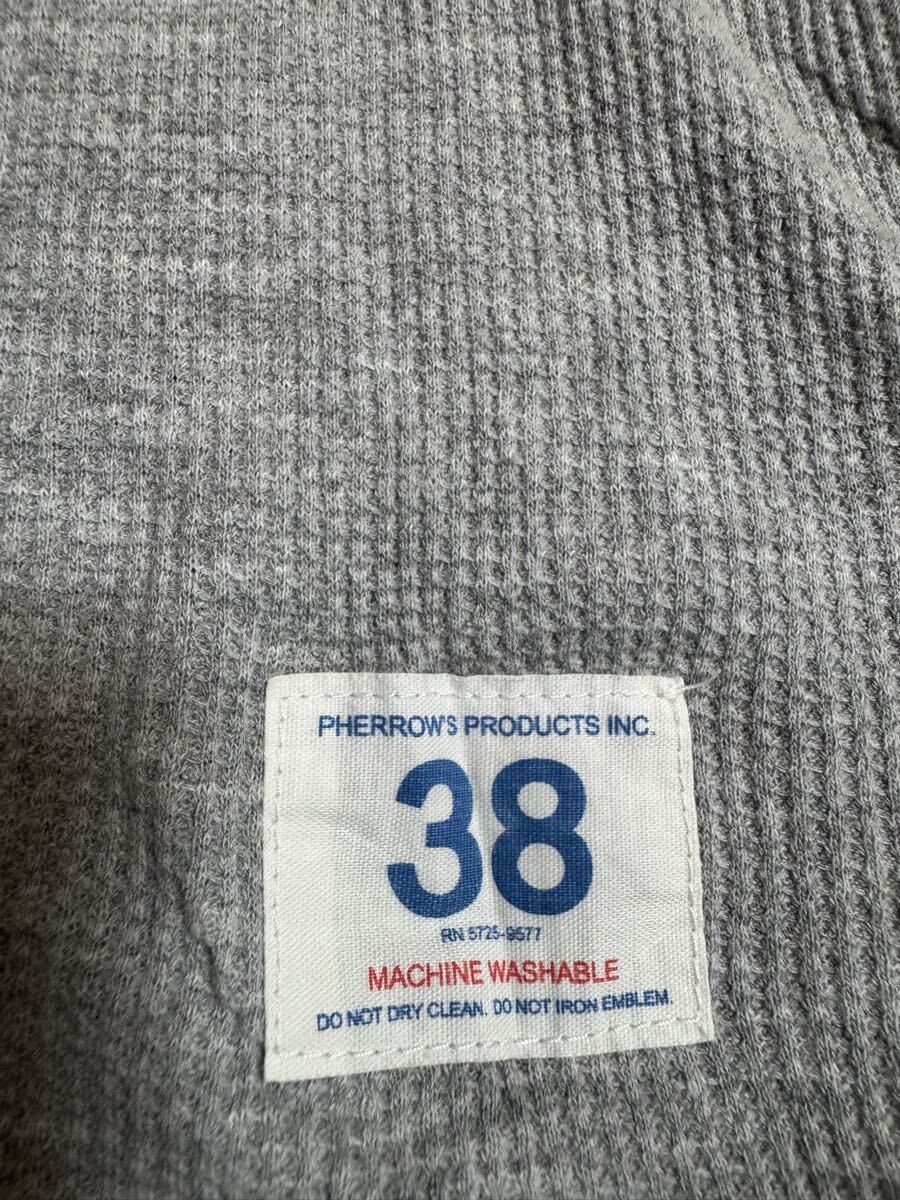 PHERROW'S PRODUCTS INC.
38
RN 5725-9577
MACHINE WASHABLE
DO NOT DRY CLEAN. DO NOT IRON EMBLEM.